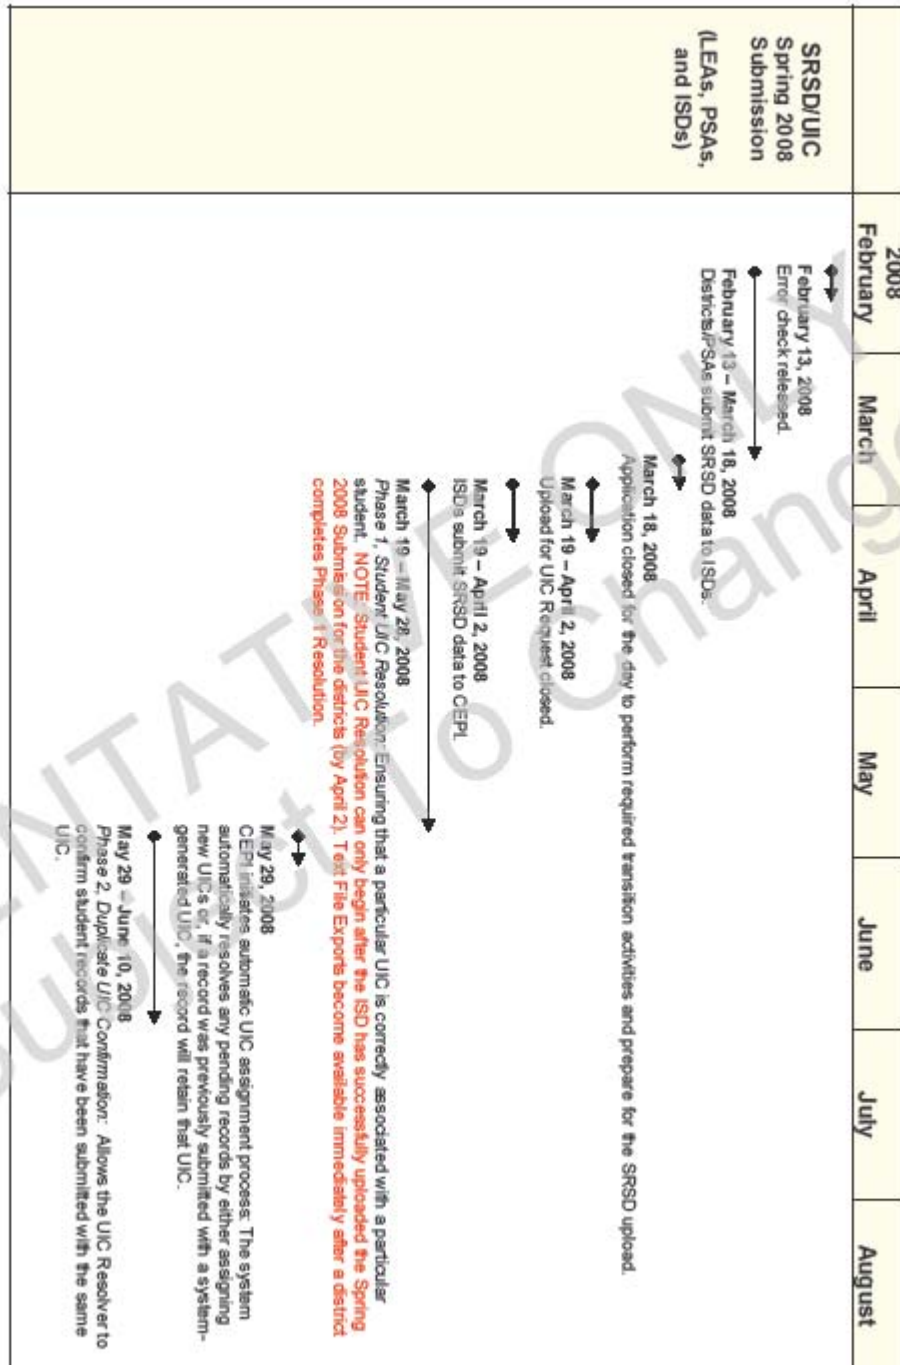 2008
February March April May June July August
SRSD/UIC
Spring 2008
Submission
(LEAs, PSAs,
and ISDs)
February 13, 2008
Error check released.
February 13 – March 18, 2008
Districts/PSAs submit SRSD data to ISDs.
March 18, 2008
Application closed for the day to perform required transition activities and prepare for the SRSD upload.
March 19 – April 2, 2008
Upload for UIC Request closed.
March 19 – April 2, 2008
ISDs submit SRSD data to CEPI.
March 19 – May 28, 2008
Phase 1, Student UIC Resolution: Ensuring that a particular UIC is correctly associated with a particular
student. NOTE: Student UIC Resolution can only begin after the ISD has successfully uploaded the Spring
2008 Submission for the districts (by April 2). Text File Exports become available immediately after a district
completes Phase 1 Resolution.
May 29, 2008
CEPI initiates automatic UIC assignment process: The system
automatically resolves any pending records by either assigning
new UICs or, if a record was previously submitted with a system-
generated UIC, the record will retain that UIC.
May 29 – June 10, 2008
Phase 2, Duplicate UIC Confirmation: Allows the UIC Resolver to
confirm student records that have been submitted with the same
UIC.
ENTATIVE ONLY
ubject To Change